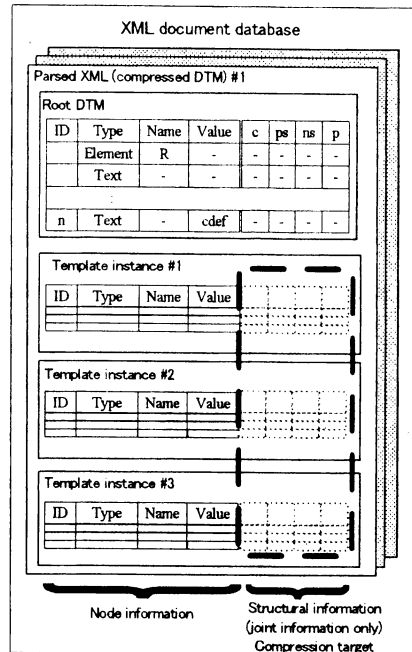 XML document database
Parsed XML (compressed DTM) #1
Root DTM
ID Type Name Value c ps ns p
Element R - - - - -
Text - - - - - -
:
n Text - cdef - - - -
Template instance #1
ID Type Name Value
Template instance #2
ID Type Name Value
Template instance #3
ID Type Name Value
Node information
Structural information
(joint information only)
Compression target